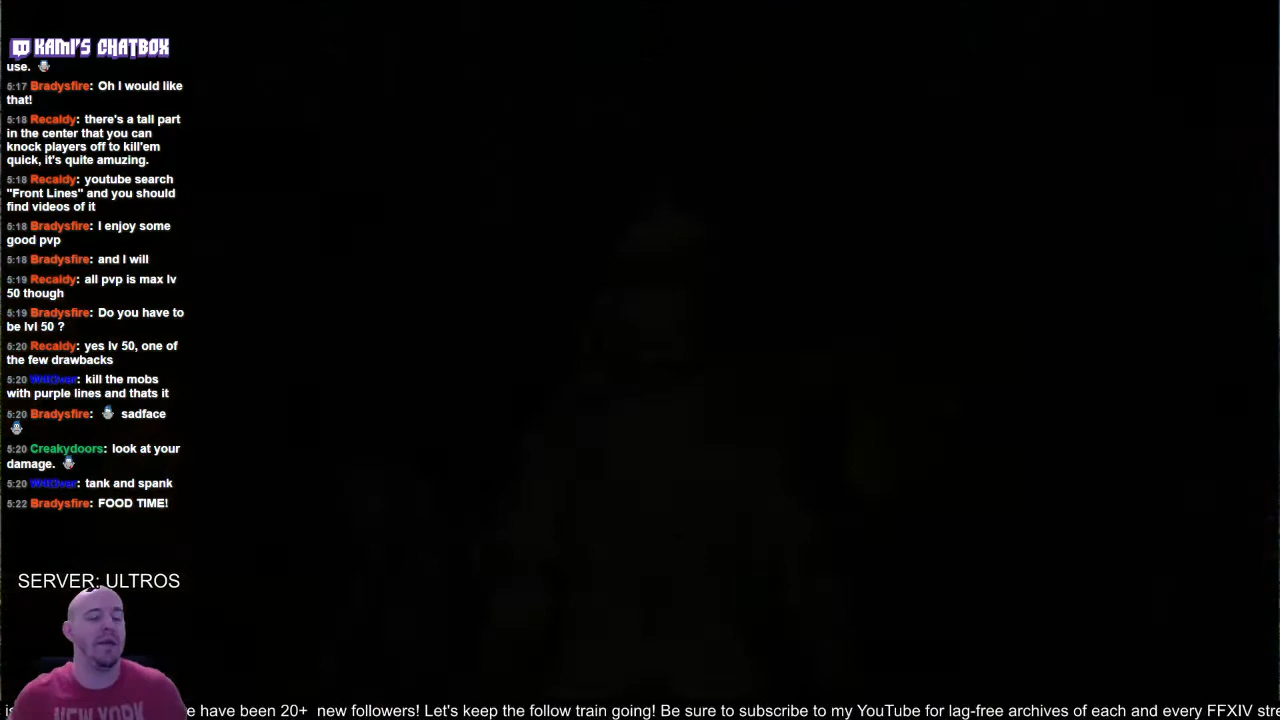 KAMI'S CHATBOX
use.
5:17 Bradysfire: Oh I would like
that!
5:18 Recaldy: there's a tall part
in the center that you can
knock players off to kill'em
quick, it's quite amuzing.
5:18 Recaldy: youtube search
"Front Lines" and you should
find videos of it
5:18 Bradysfire: I enjoy some
good pvp
5:18 Bradysfire: and I will
5:19 Recaldy: all pvp is max lv
50 though
5:19 Bradysfire: Do you have to
be lvl 50 ?
5:20 Recaldy: yes lv 50, one of
the few drawbacks
5:20 : kill the mobs
with purple lines and thats it
5:20 Bradysfire: sadface
5:20 Creakydoors: look at your
damage.
5:20 : tank and spank
5:22 Bradysfire: FOOD TIME!
SERVER: ULTROS
NEW YORK
e have been 20+ new followers! Let's keep the follow train going! Be sure to subscribe to my YouTube for lag-free archives of each and every FFXIV stre